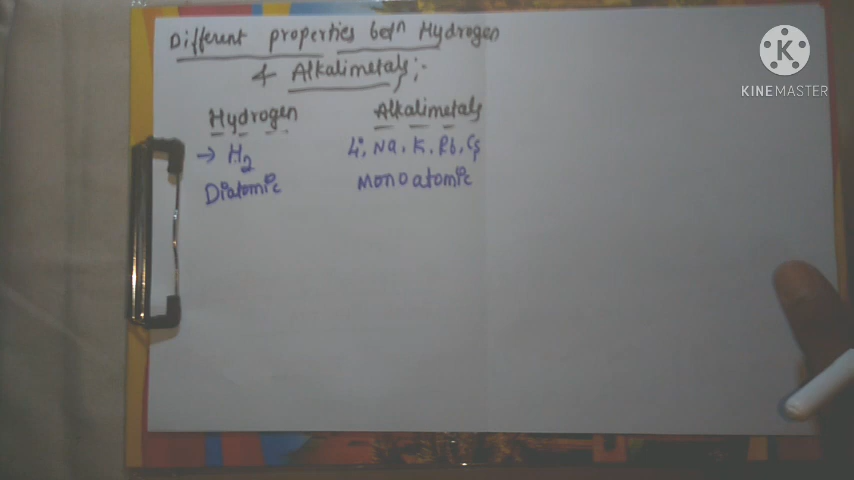 Different properties betn Hydrogen
& Alkalimetals;-
Hydrogen Alkalimetals
→ H2 Li, Na, K, Rb, Cs
Diatomic Monoatomic
K
KINEMASTER